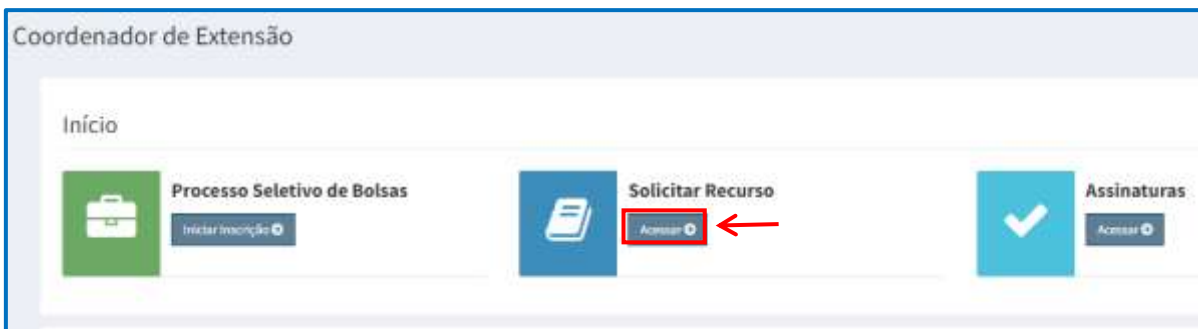 Coordenador de Extensão
Início
Processo Seletivo de Bolsas
Iniciar Inscrição
Solicitar Recurso
Acessar
Assinaturas
Acessar